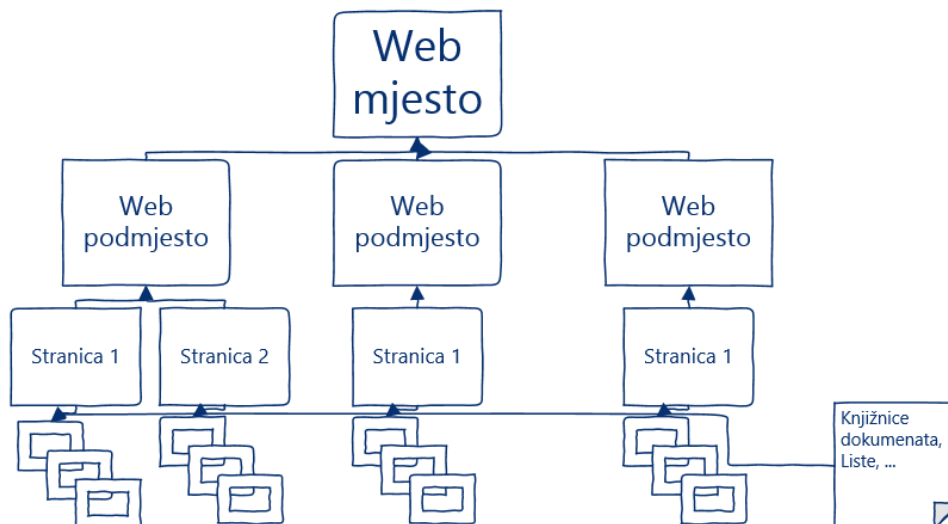 Web
mjesto
Web
podmjesto
Web
podmjesto
Web
podmjesto
Stranica 1
Stranica 2
Stranica 1
Stranica 1
Knjižnice
dokumenata,
Liste, ...